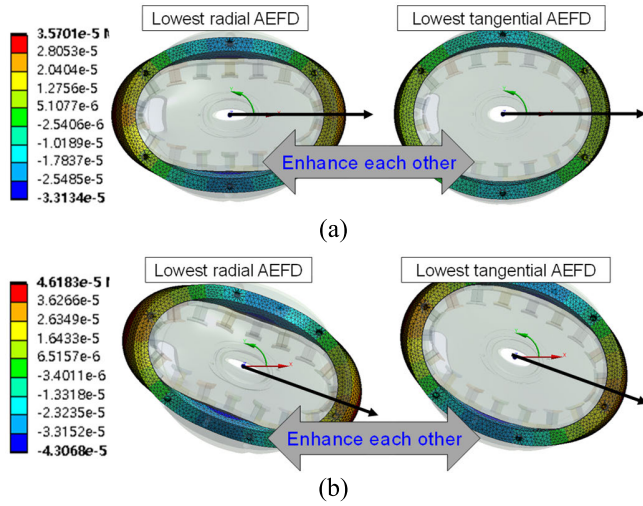 Lowest radial AEFD
Lowest tangential AEFD
3.5701e-5
2.8053e-5
2.0404e-5
1.2756e-5
5.1077e-6
-2.5406e-6
-1.0189e-5
-1.7837e-5
-2.5485e-5
-3.3134e-5
Enhance each other
(a)
Lowest radial AEFD
Lowest tangential AEFD
4.6183e-5
3.6266e-5
2.6349e-5
1.6433e-5
6.5157e-6
-3.4011e-6
-1.3318e-5
-2.3235e-5
-3.3152e-5
-4.3068e-5
Enhance each other
(b)